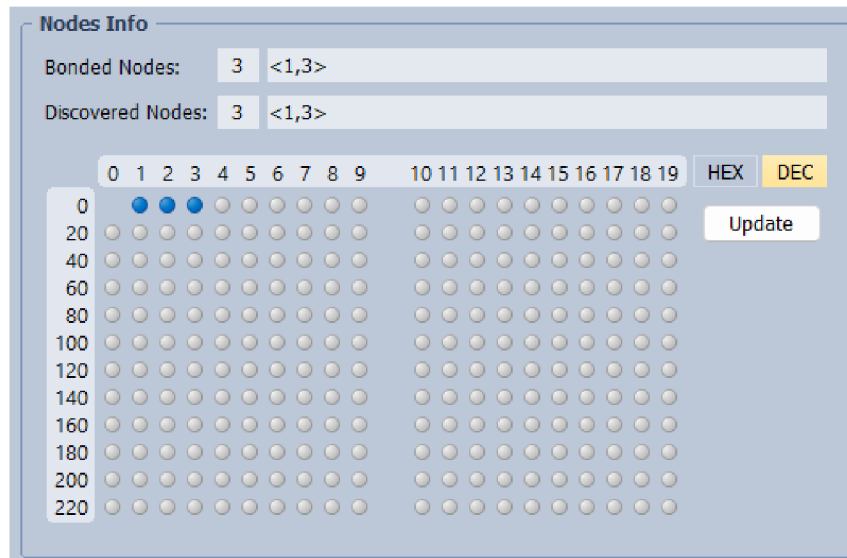 Nodes Info
Bonded Nodes: 3 <1,3>
Discovered Nodes: 3 <1,3>
0 1 2 3 4 5 6 7 8 9 10 11 12 13 14 15 16 17 18 19 HEX DEC
0
Update
20
40
60
80
100
120
140
160
180
200
220